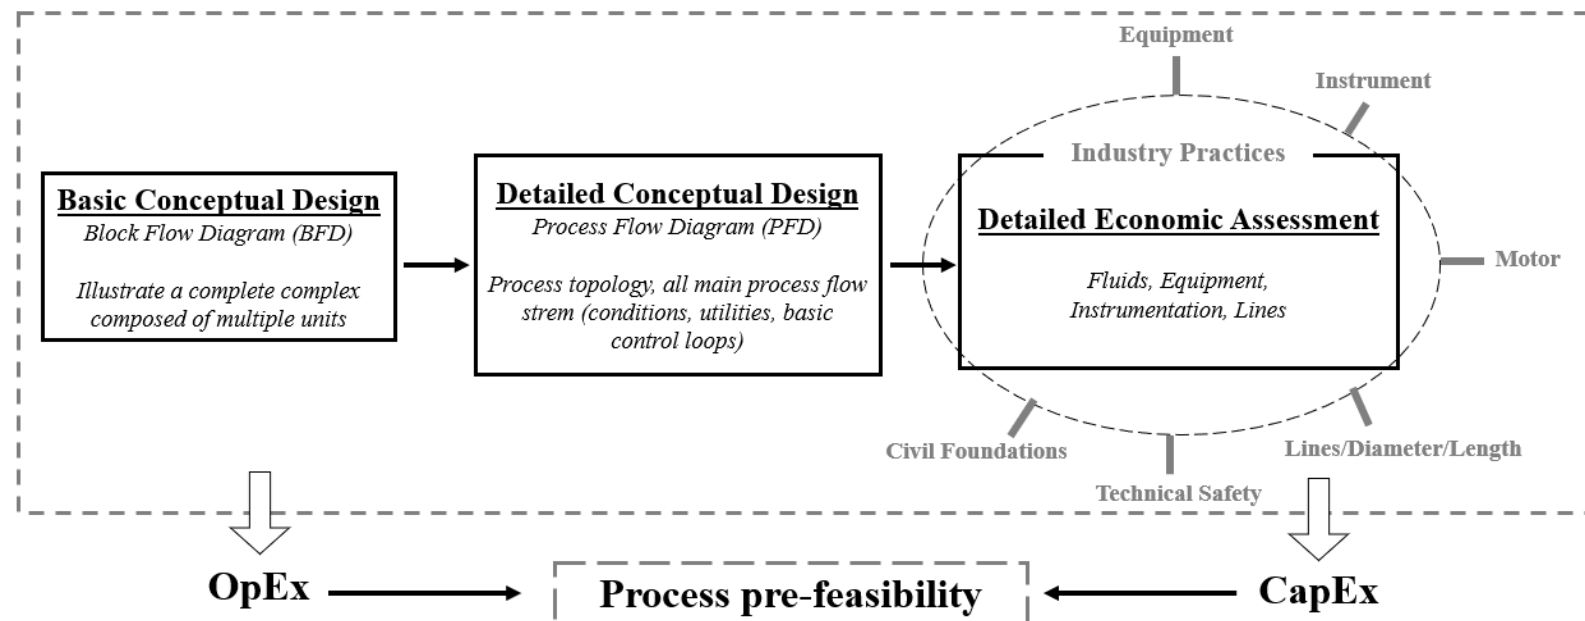 Equipment
Instrument
Industry Practices
Basic Conceptual Design
Block Flow Diagram (BFD)
Illustrate a complete complex
composed of multiple units
Detailed Conceptual Design
Process Flow Diagram (PFD)
Process topology, all main process flow
strem (conditions, utilities, basic
control loops)
Detailed Economic Assessment
Fluids, Equipment,
Instrumentation, Lines
Motor
Civil Foundations
Technical Safety
Lines/Diameter/Length
OpEx
Process pre-feasibility
CapEx